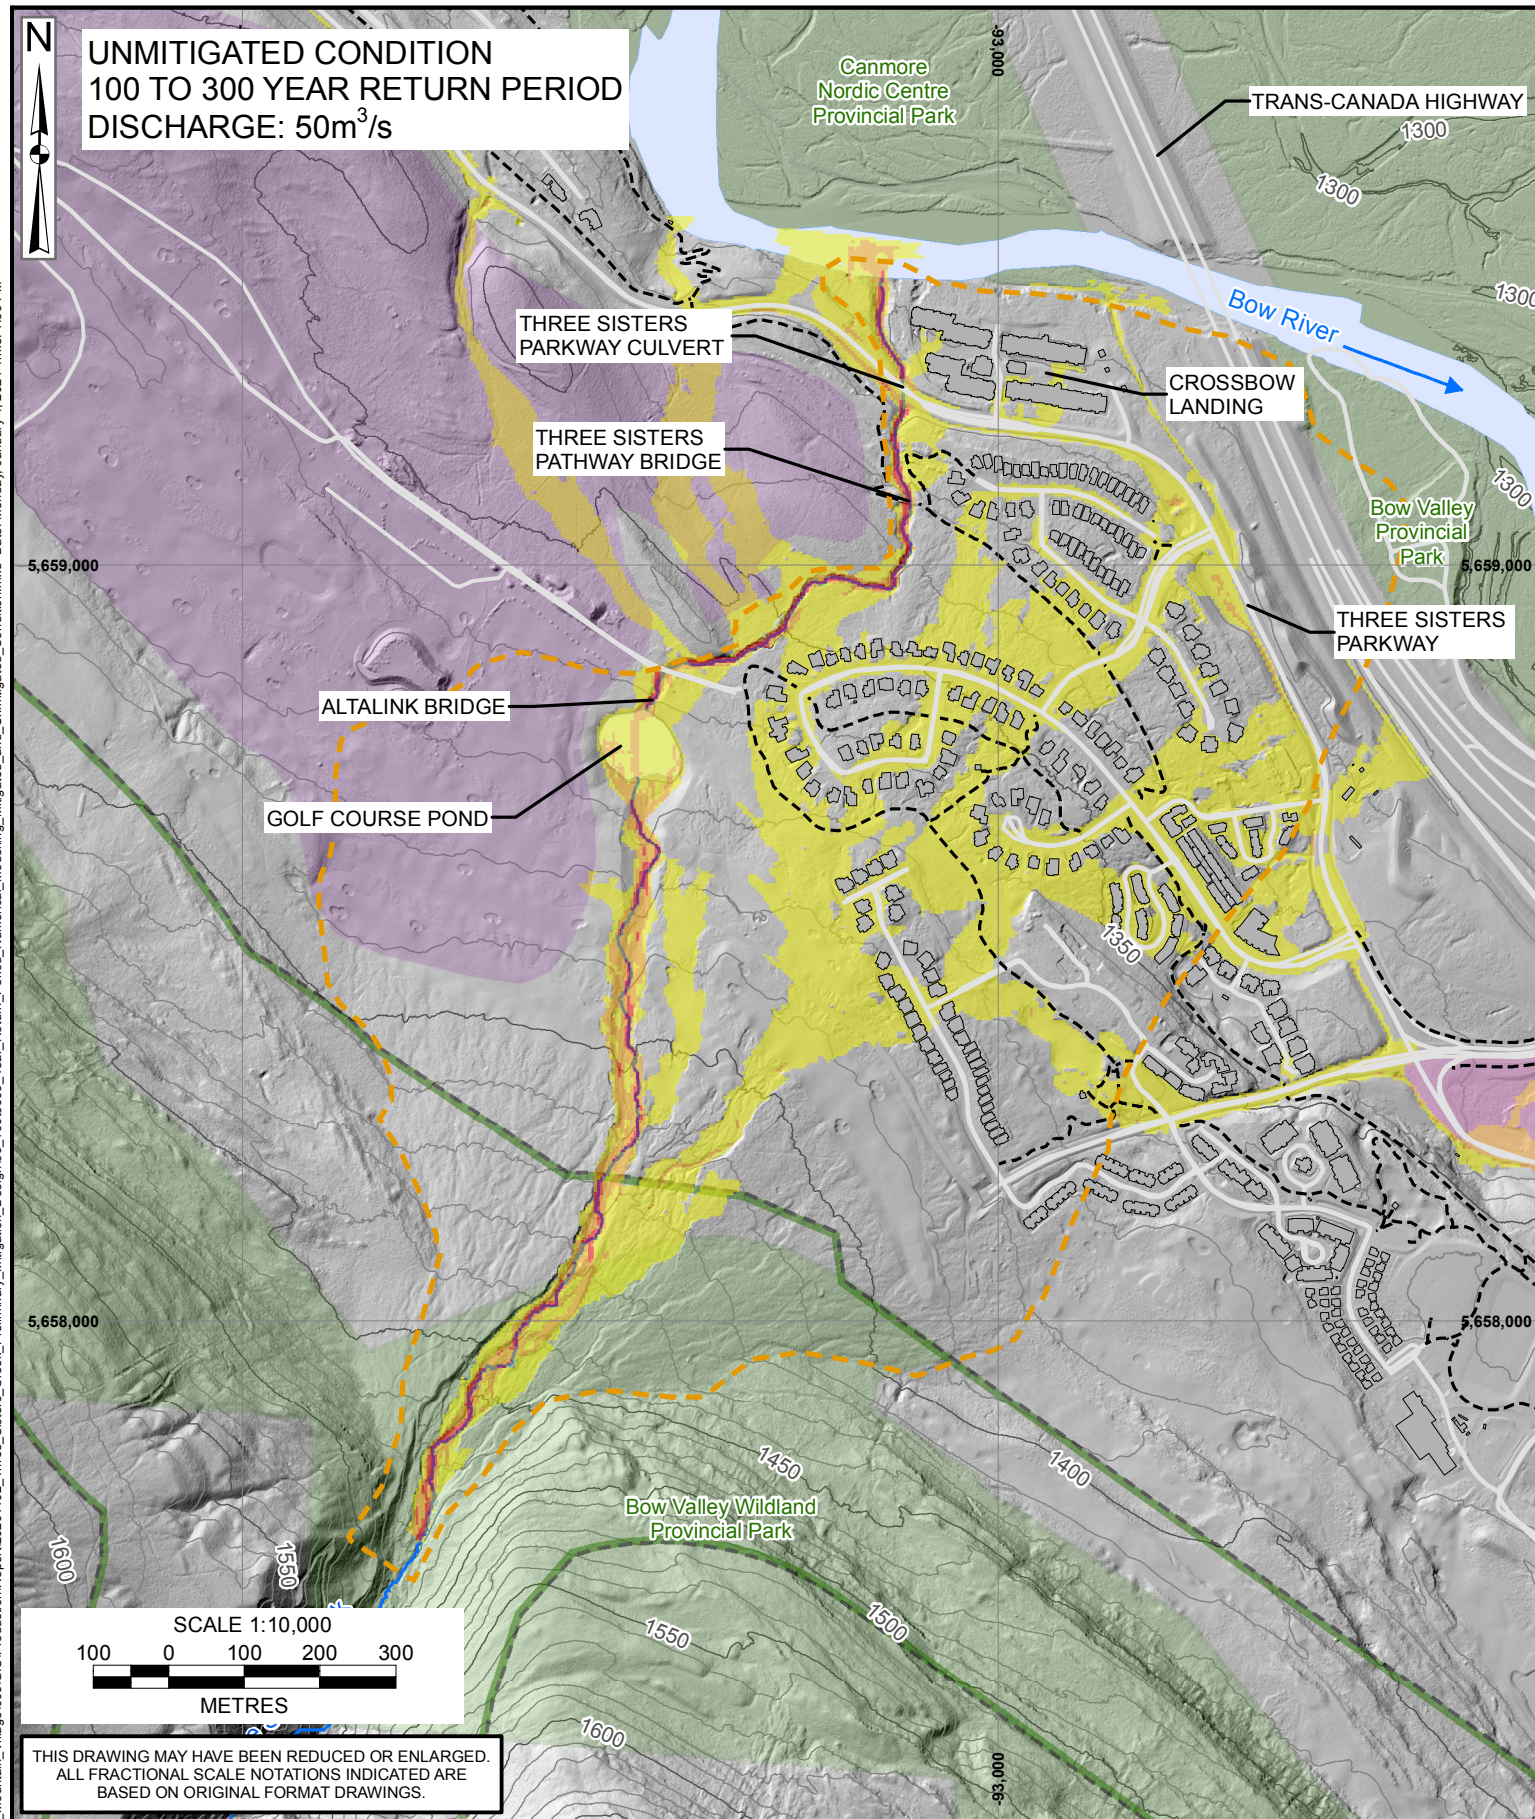 N
UNMITIGATED CONDITION
100 TO 300 YEAR RETURN PERIOD
DISCHARGE: 50m³/s
Canmore
Nordic Centre
Provincial Park
-93,000
TRANS-CANADA HIGHWAY
1300
1300
1300
Bow River
THREE SISTERS
PARKWAY CULVERT
CROSSBOW
LANDING
THREE SISTERS
PATHWAY BRIDGE
1300
Bow Valley
Provincial
Park
5,659,000
5,659,000
THREE SISTERS
PARKWAY
ALTALINK BRIDGE
GOLF COURSE POND
1350
5,658,000
5,658,000
1450
1400
Bow Valley Wildland
Provincial Park
1600
1550
1500
1550
1600
-93,000
SCALE 1:10,000
100 0 100 200 300
METRES
THIS DRAWING MAY HAVE BEEN REDUCED OR ENLARGED.
ALL FRACTIONAL SCALE NOTATIONS INDICATED ARE
BASED ON ORIGINAL FORMAT DRAWINGS.